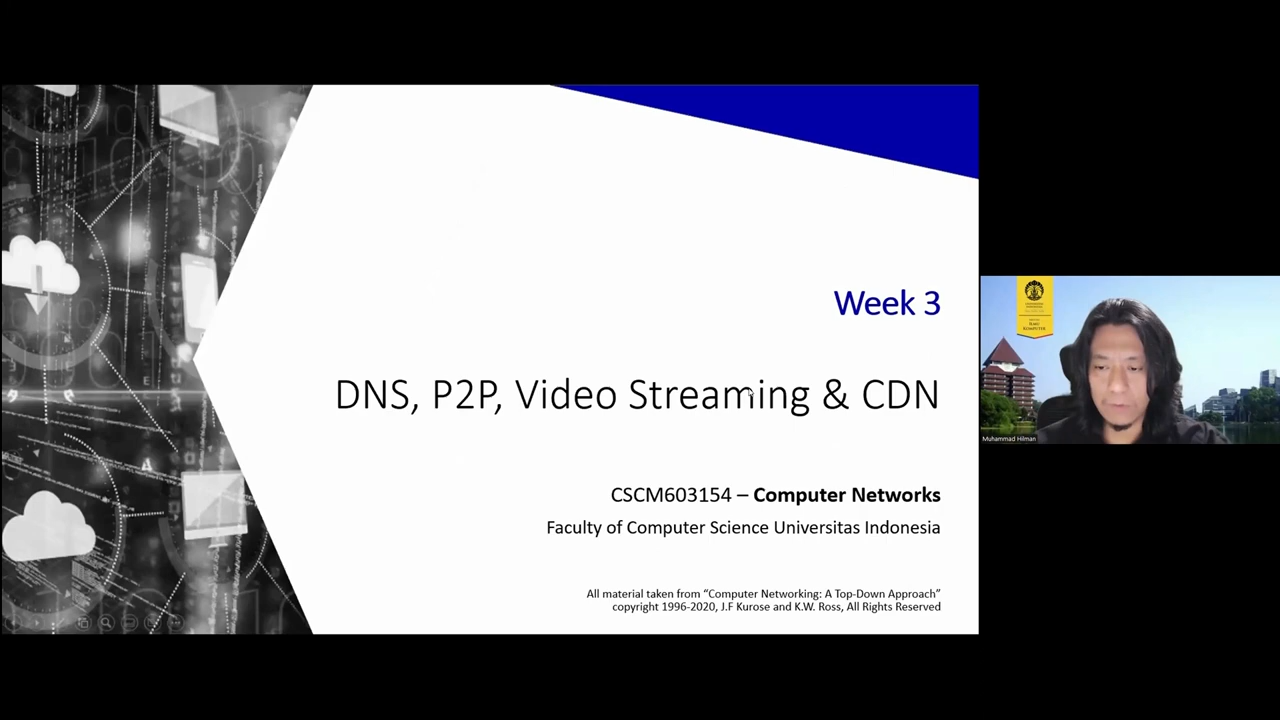 Week 3
DNS, P2P, Video Streaming & CDN
CSCM603154 – Computer Networks
Faculty of Computer Science Universitas Indonesia
All material taken from “Computer Networking: A Top-Down Approach”
copyright 1996-2020, J.F Kurose and K.W. Ross, All Rights Reserved
Muhammad Hilman